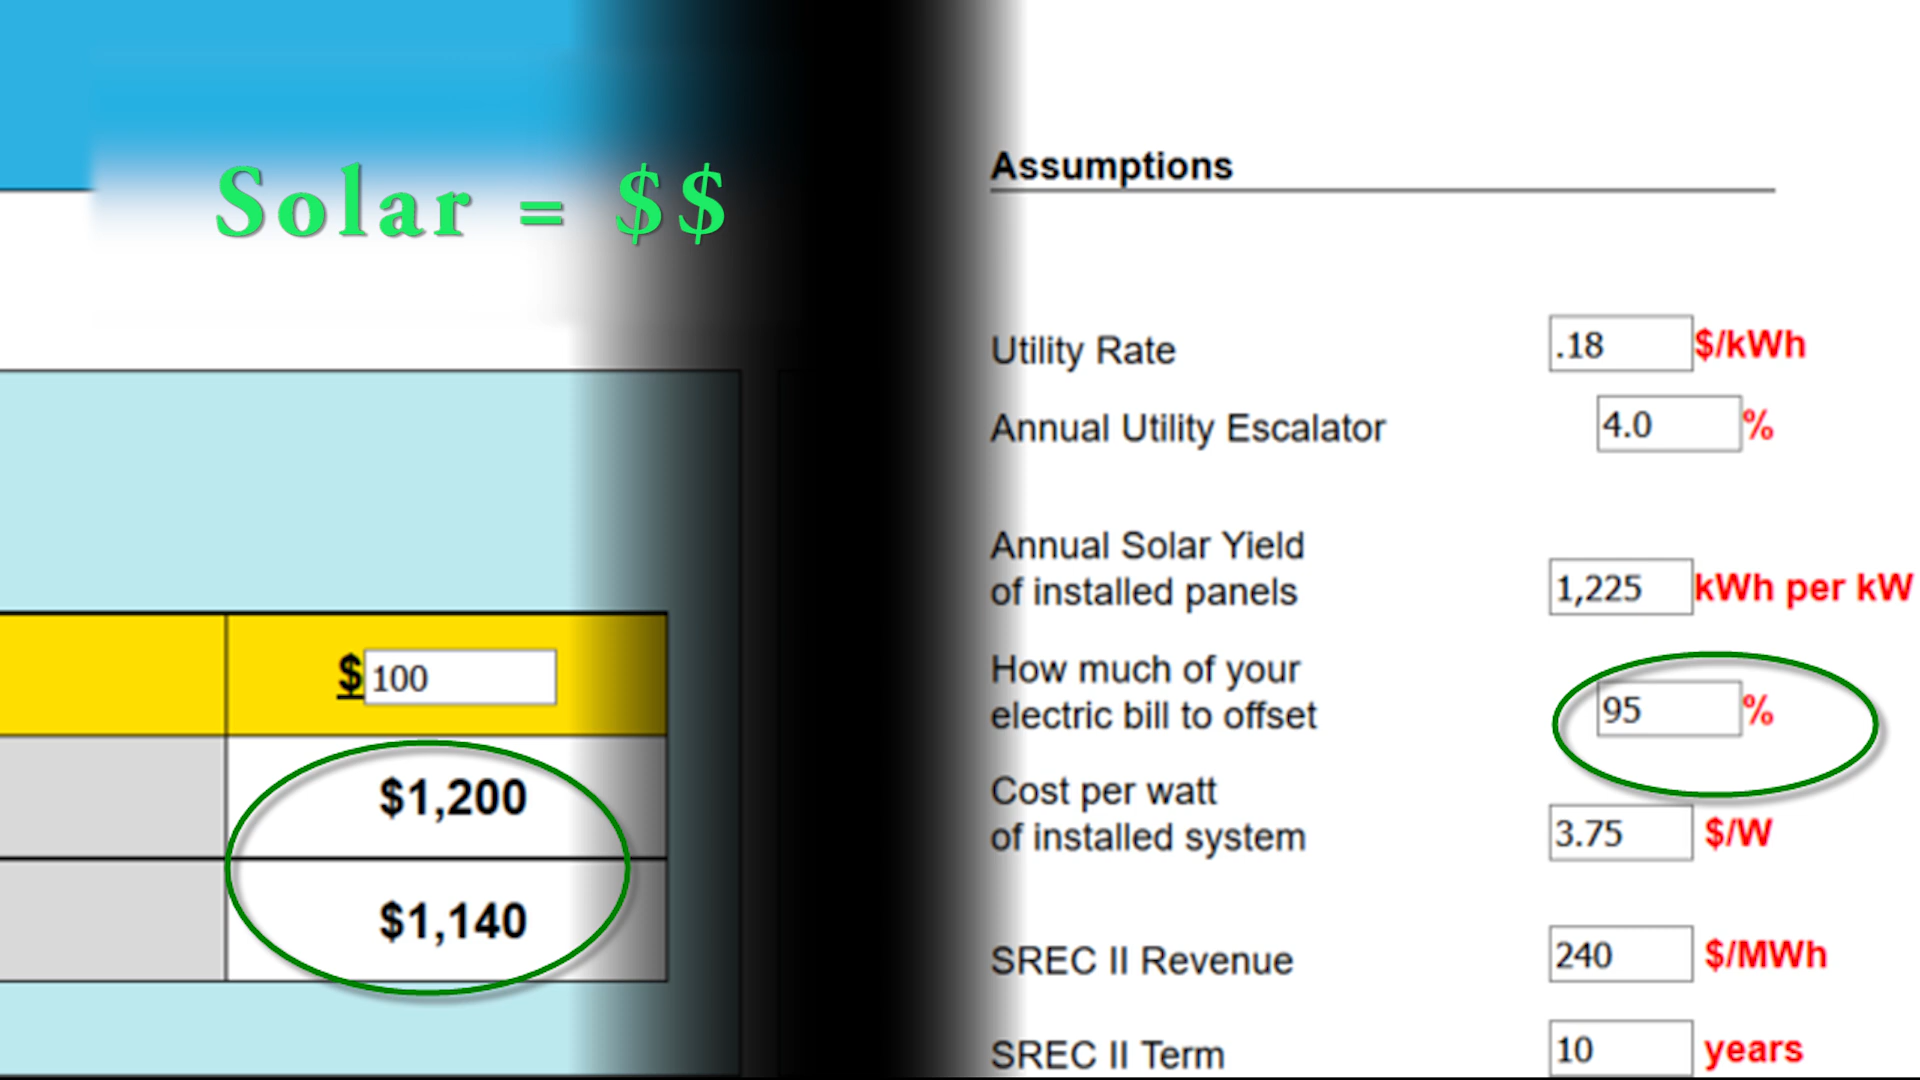 Solar = $$
$ 100
$1,200
$1,140
Assumptions
Utility Rate .18 $/kWh
Annual Utility Escalator 4.0 %
Annual Solar Yield
of installed panels 1,225 kWh per kW
How much of your
electric bill to offset 95 %
Cost per watt
of installed system 3.75 $/W
SREC II Revenue 240 $/MWh
SREC II Term 10 years